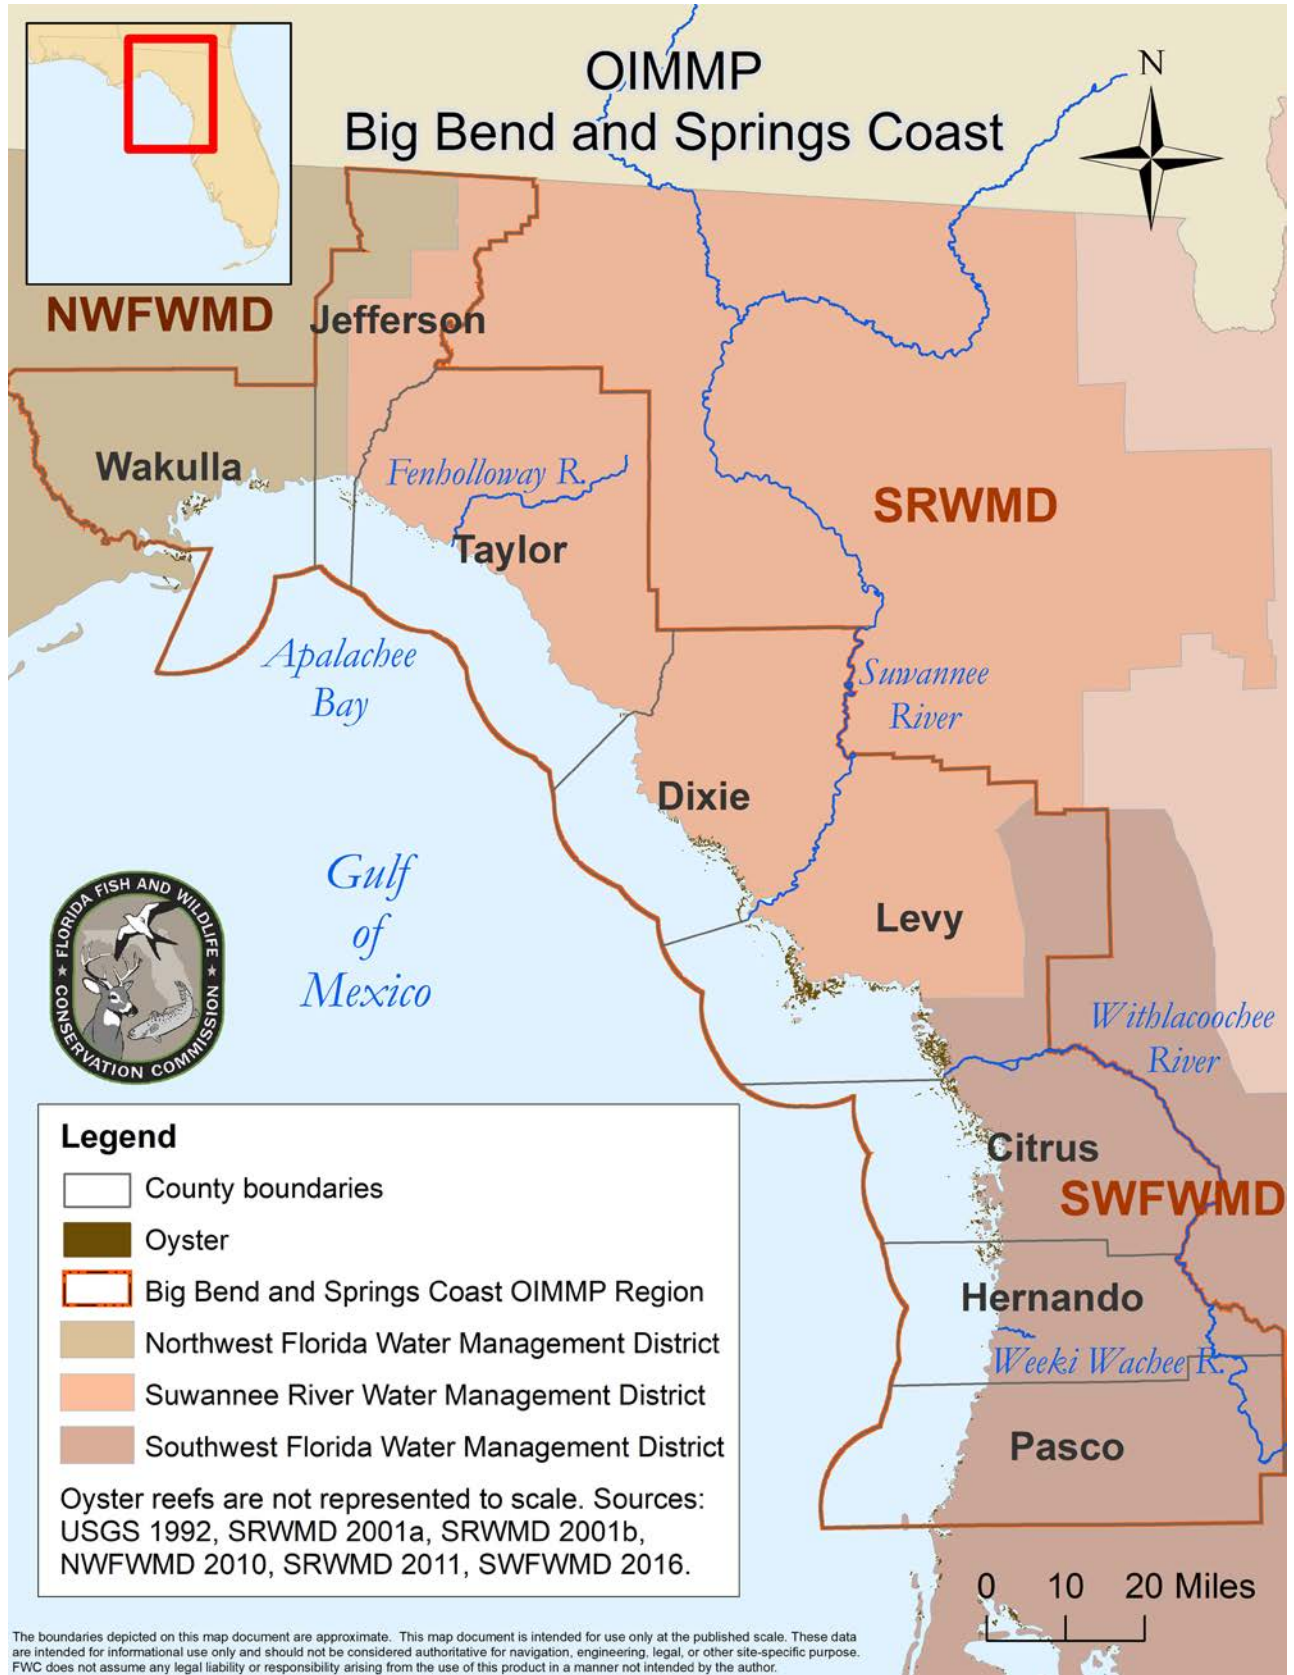 OIMMP
Big Bend and Springs Coast
N
NWFWMD
Jefferson
Wakulla
Fenholloway R.
Taylor
SRWMD
Apalachee
Bay
Suwannee
River
Dixie
Gulf
of
Mexico
Levy
FLORIDA FISH AND WILDLIFE
CONSERVATION COMMISSION
Withlacoochee
River
Citrus
SWFWMD
Hernando
Weeki Wachee R.
Pasco
Legend
County boundaries
Oyster
Big Bend and Springs Coast OIMMP Region
Northwest Florida Water Management District
Suwannee River Water Management District
Southwest Florida Water Management District
Oyster reefs are not represented to scale. Sources:
USGS 1992, SRWMD 2001a, SRWMD 2001b,
NWFWMD 2010, SRWMD 2011, SWFWMD 2016.
0 10 20 Miles
The boundaries depicted on this map document are approximate. This map document is intended for use only at the published scale. These data
are intended for informational use only and should not be considered authoritative for navigation, engineering, legal, or other site-specific purpose.
FWC does not assume any legal liability or responsibility arising from the use of this product in a manner not intended by the author.